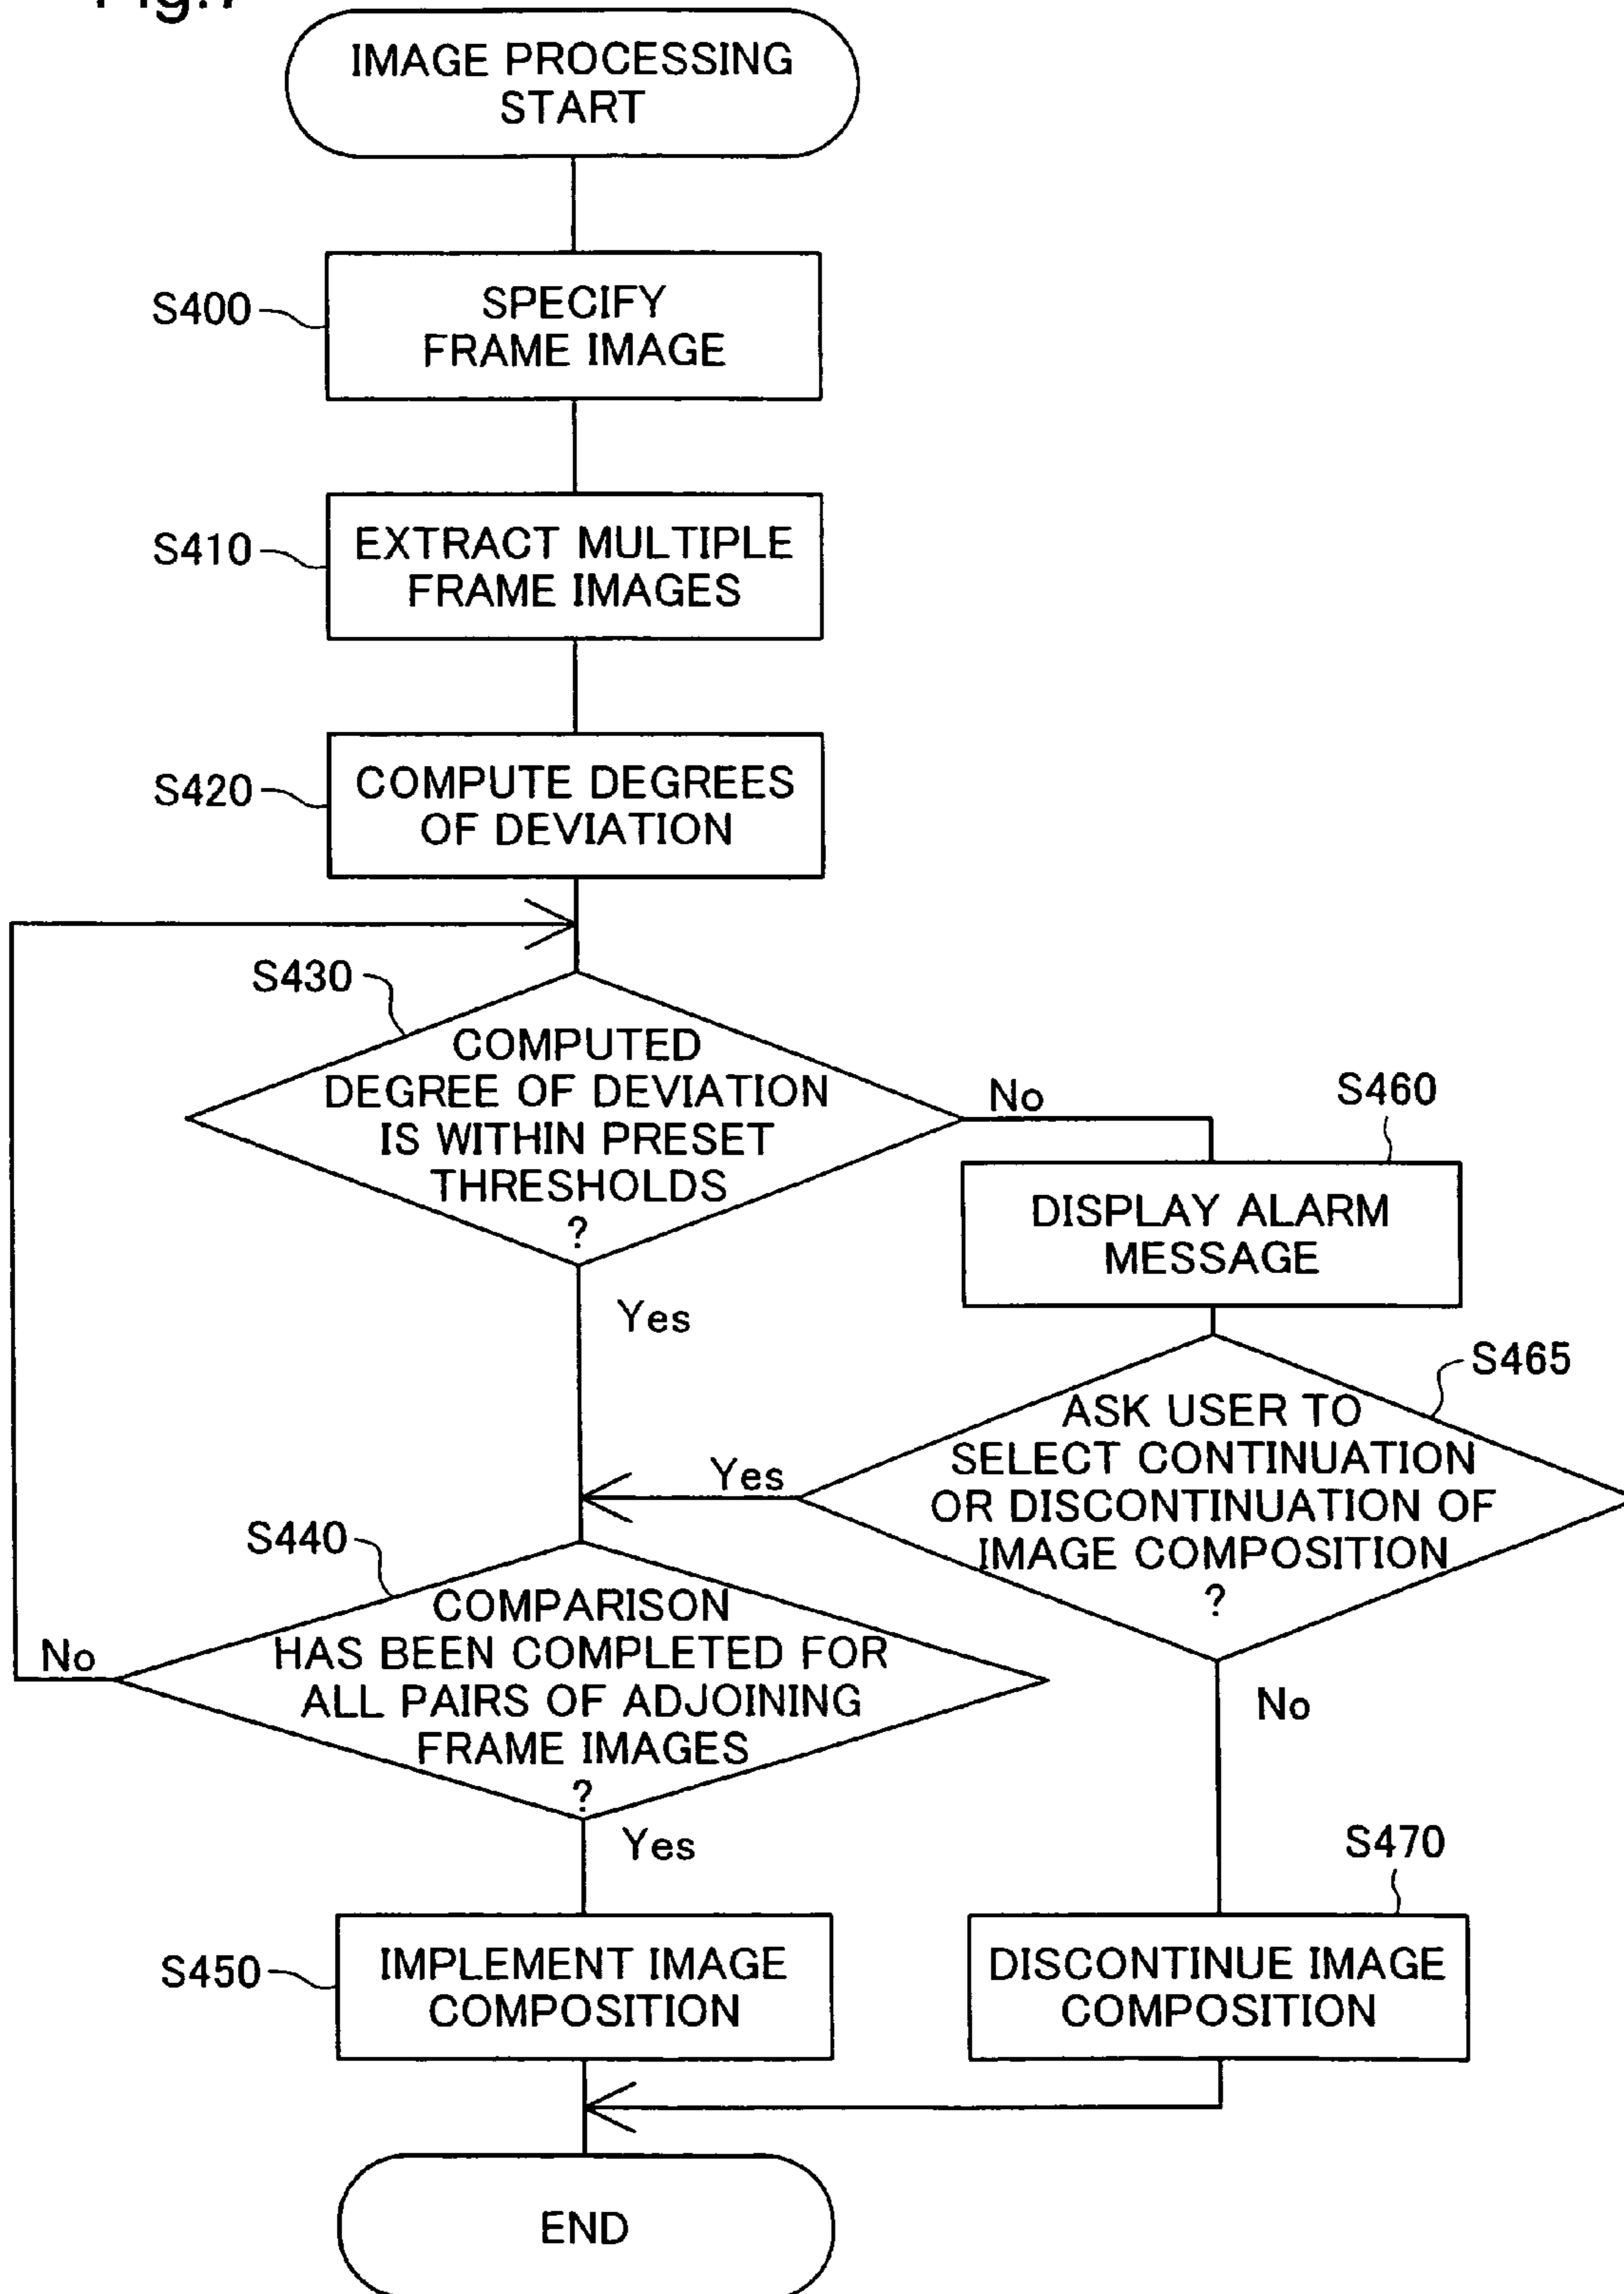 IMAGE PROCESSING
START
S400
SPECIFY
FRAME IMAGE
S410
EXTRACT MULTIPLE
FRAME IMAGES
S420
COMPUTE DEGREES
OF DEVIATION
S430
COMPUTED
DEGREE OF DEVIATION
IS WITHIN PRESET
THRESHOLDS
?
No
Yes
S460
DISPLAY ALARM
MESSAGE
S465
ASK USER TO
SELECT CONTINUATION
OR DISCONTINUATION OF
IMAGE COMPOSITION
?
Yes
No
S440
COMPARISON
HAS BEEN COMPLETED FOR
ALL PAIRS OF ADJOINING
FRAME IMAGES
?
No
Yes
S450
IMPLEMENT IMAGE
COMPOSITION
S470
DISCONTINUE IMAGE
COMPOSITION
END